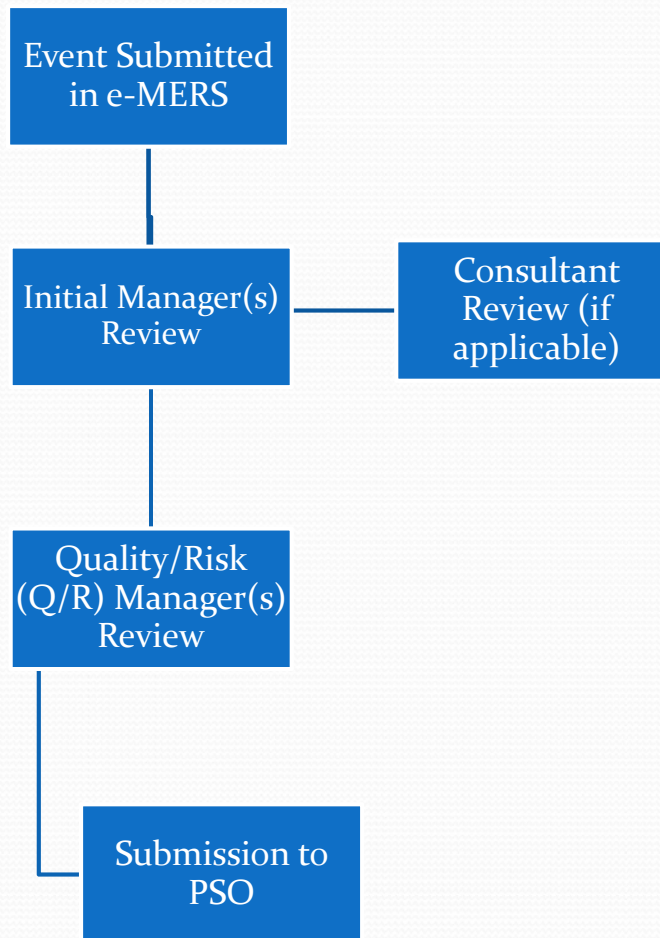 Event Submitted
in e-MERS
Initial Manager(s)
Review
Consultant
Review (if
applicable)
Quality/Risk
(Q/R) Manager(s)
Review
Submission to
PSO